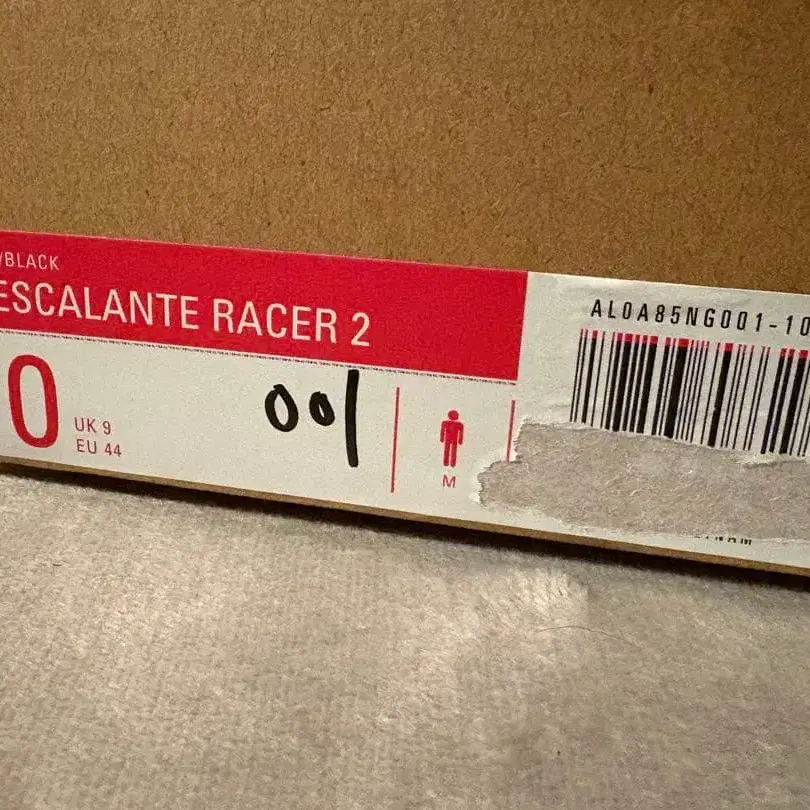 /BLACK
ESCALANTE RACER 2
0
UK 9
EU 44
001
M
AL0A85NG001-10